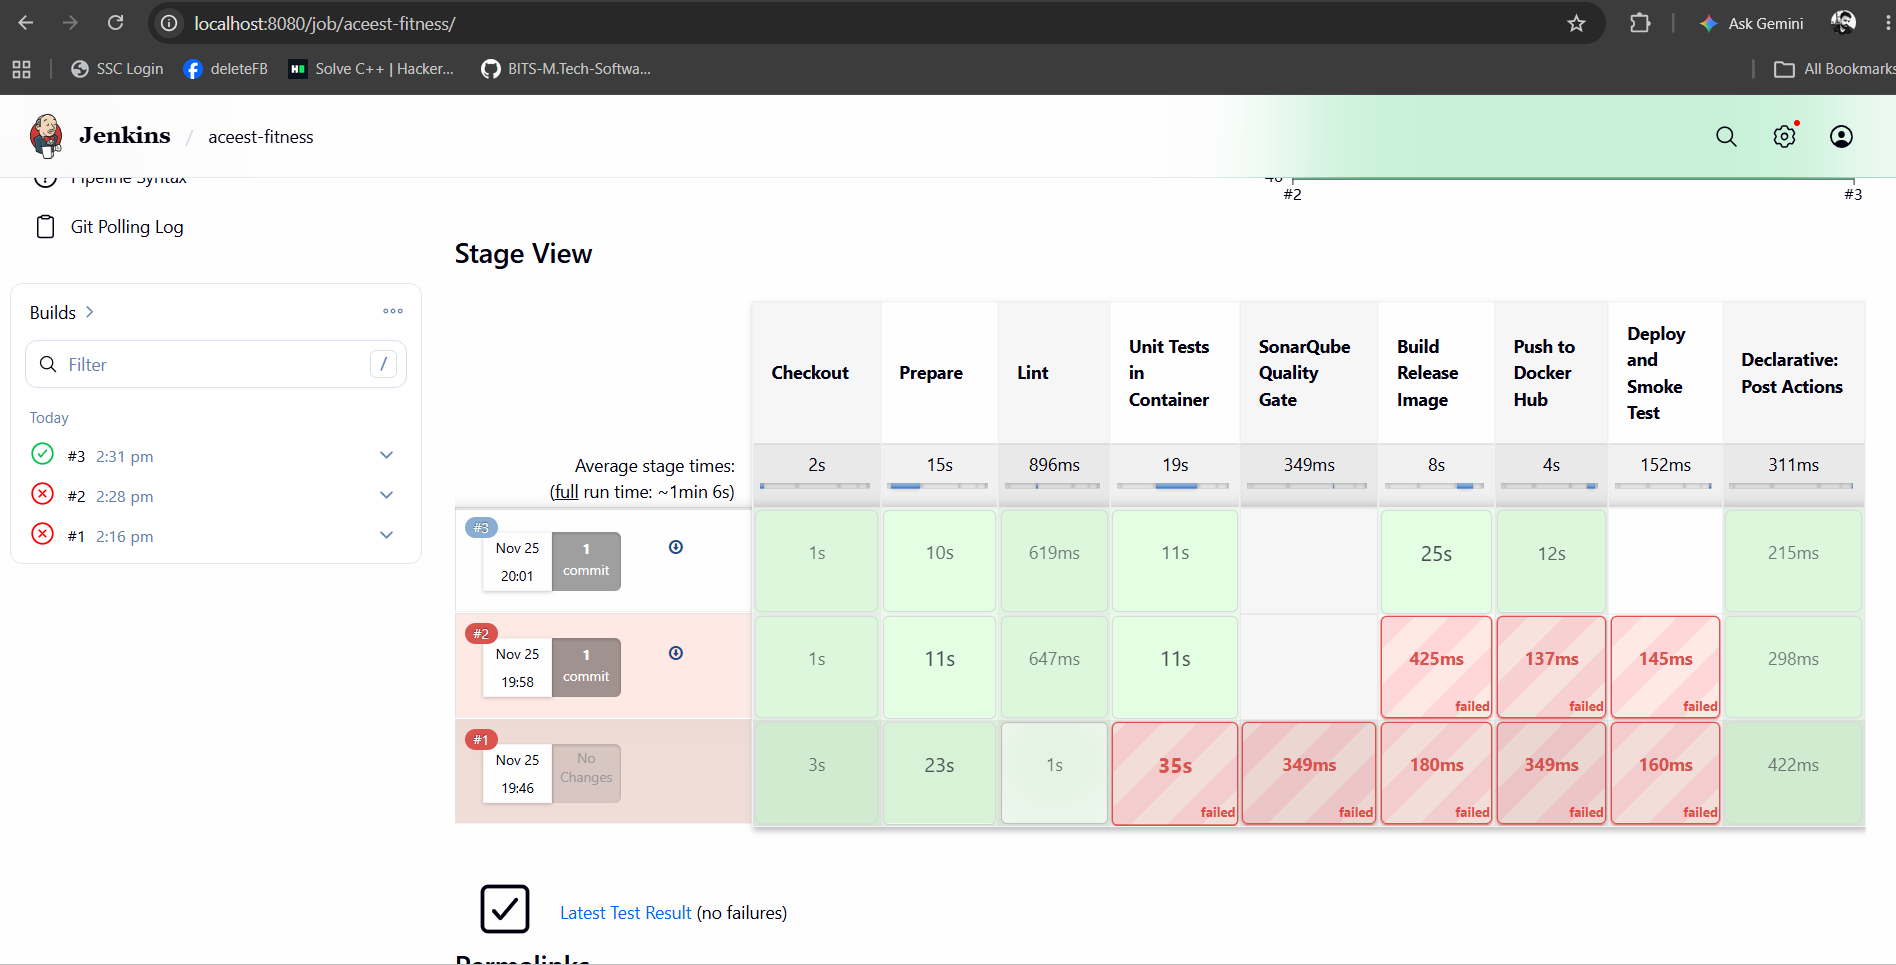 localhost:8080/job/aceest-fitness/
Ask Gemini
SSC Login
deleteFB
Solve C++ | Hacker...
BITS-M.Tech-Softwa...
All Bookmarks
Jenkins / aceest-fitness
Pipeline Syntax
Git Polling Log
#2
#3
Stage View
Builds
Filter
/
Today
#3 2:31 pm
#2 2:28 pm
#1 2:16 pm
Checkout
Prepare
Lint
Unit Tests
in
Container
SonarQube
Quality
Gate
Build
Release
Image
Push to
Docker
Hub
Deploy
and
Smoke
Test
Declarative:
Post Actions
Average stage times:
(full run time: ~1min 6s)
2s
15s
896ms
19s
349ms
8s
4s
152ms
311ms
#3
Nov 25
20:01
1
commit
1s
10s
619ms
11s
25s
12s
215ms
#2
Nov 25
19:58
1
commit
1s
11s
647ms
11s
425ms
failed
137ms
failed
145ms
failed
298ms
#1
Nov 25
19:46
No
Changes
3s
23s
1s
35s
failed
349ms
failed
180ms
failed
349ms
failed
160ms
failed
422ms
Latest Test Result (no failures)
Permalinks